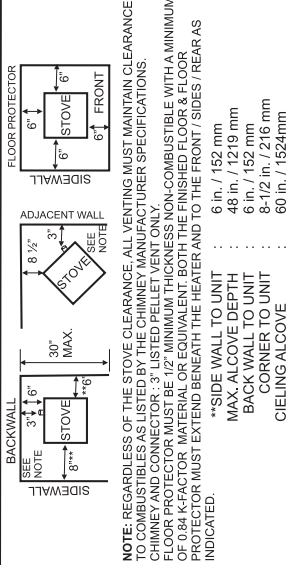 BACKWALL
3"
6"
SEE
NOTE
STOVE
8"**
**6"
SIDEWALL
30"
MAX.
ADJACENT WALL
8 ½"
3"
STOVE
SEE
NOTE
FLOOR PROTECTOR
6"
6"
STOVE
6"
FRONT
SIDEWALL
NOTE: REGARDLESS OF THE STOVE CLEARANCE, ALL VENTING MUST MAINTAIN CLEARANCE
TO COMBUSTIBLES AS LISTED BY THE CHIMNEY MANUFACTURER SPECIFICATIONS.
CHIMNEY AND CONNECTOR : 3" LISTED PELLET VENT ONLY.
FLOOR PROTECTOR MUST BE 1/2" MINIMUM THICKNESS NON-COMBUSTIBLE WITH A MINIMUM
OF 0.84 K-FACTOR MATERIAL OR EQUIVALENT. BOTH THE FINISHED FLOOR & FLOOR
PROTECTOR MUST EXTEND BENEATH THE HEATER AND TO THE FRONT / SIDES / REAR AS
INDICATED.
**SIDE WALL TO UNIT : 6 in. / 152 mm
MAX. ALCOVE DEPTH : 48 in. / 1219 mm
BACK WALL TO UNIT : 6 in. / 152 mm
CORNER TO UNIT : 8-1/2 in. / 216 mm
CIELING ALCOVE : 60 in. / 1524mm